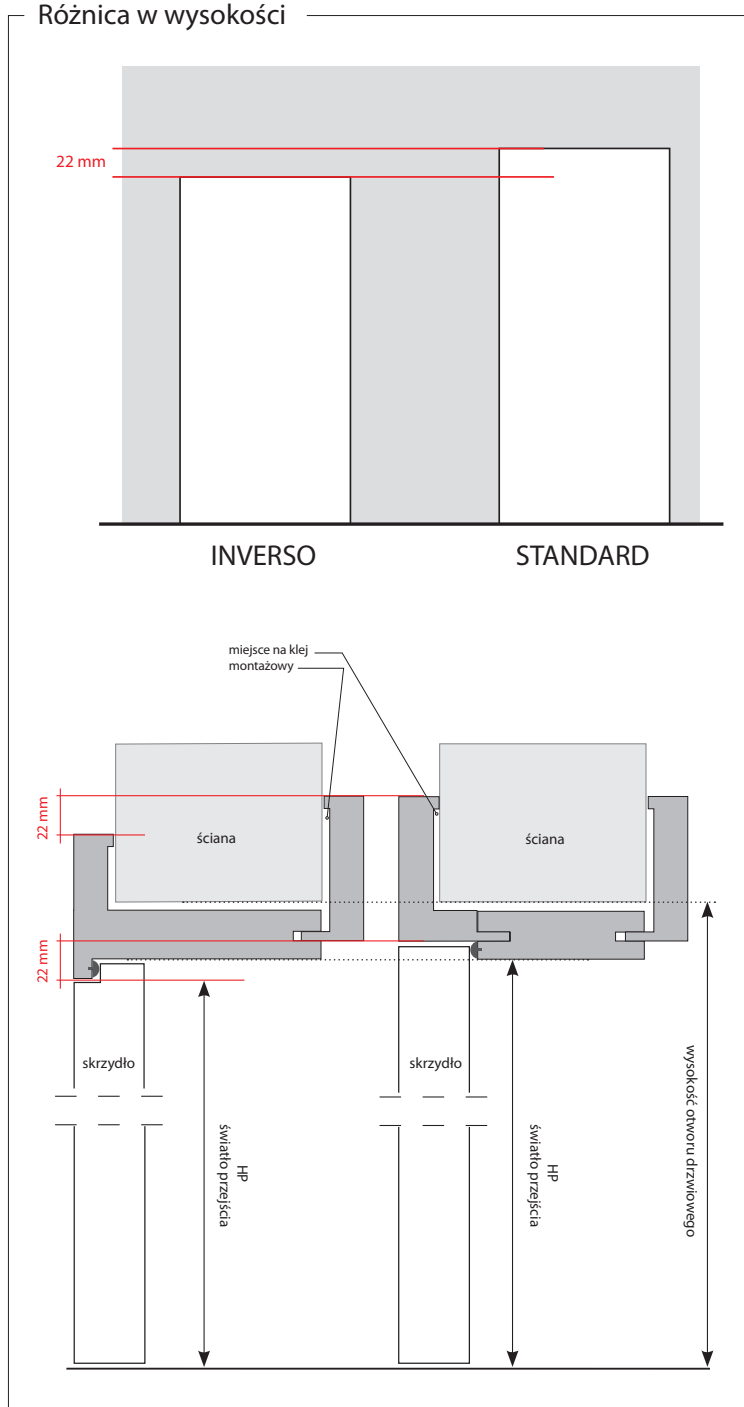 Różnica w wysokości
22 mm
INVERSO
STANDARD
miejsce na klej
montażowy
22 mm
ściana
ściana
22 mm
skrzydło
skrzydło
HP
światło przejścia
HP
światło przejścia
wysokość otworu drzwiowego